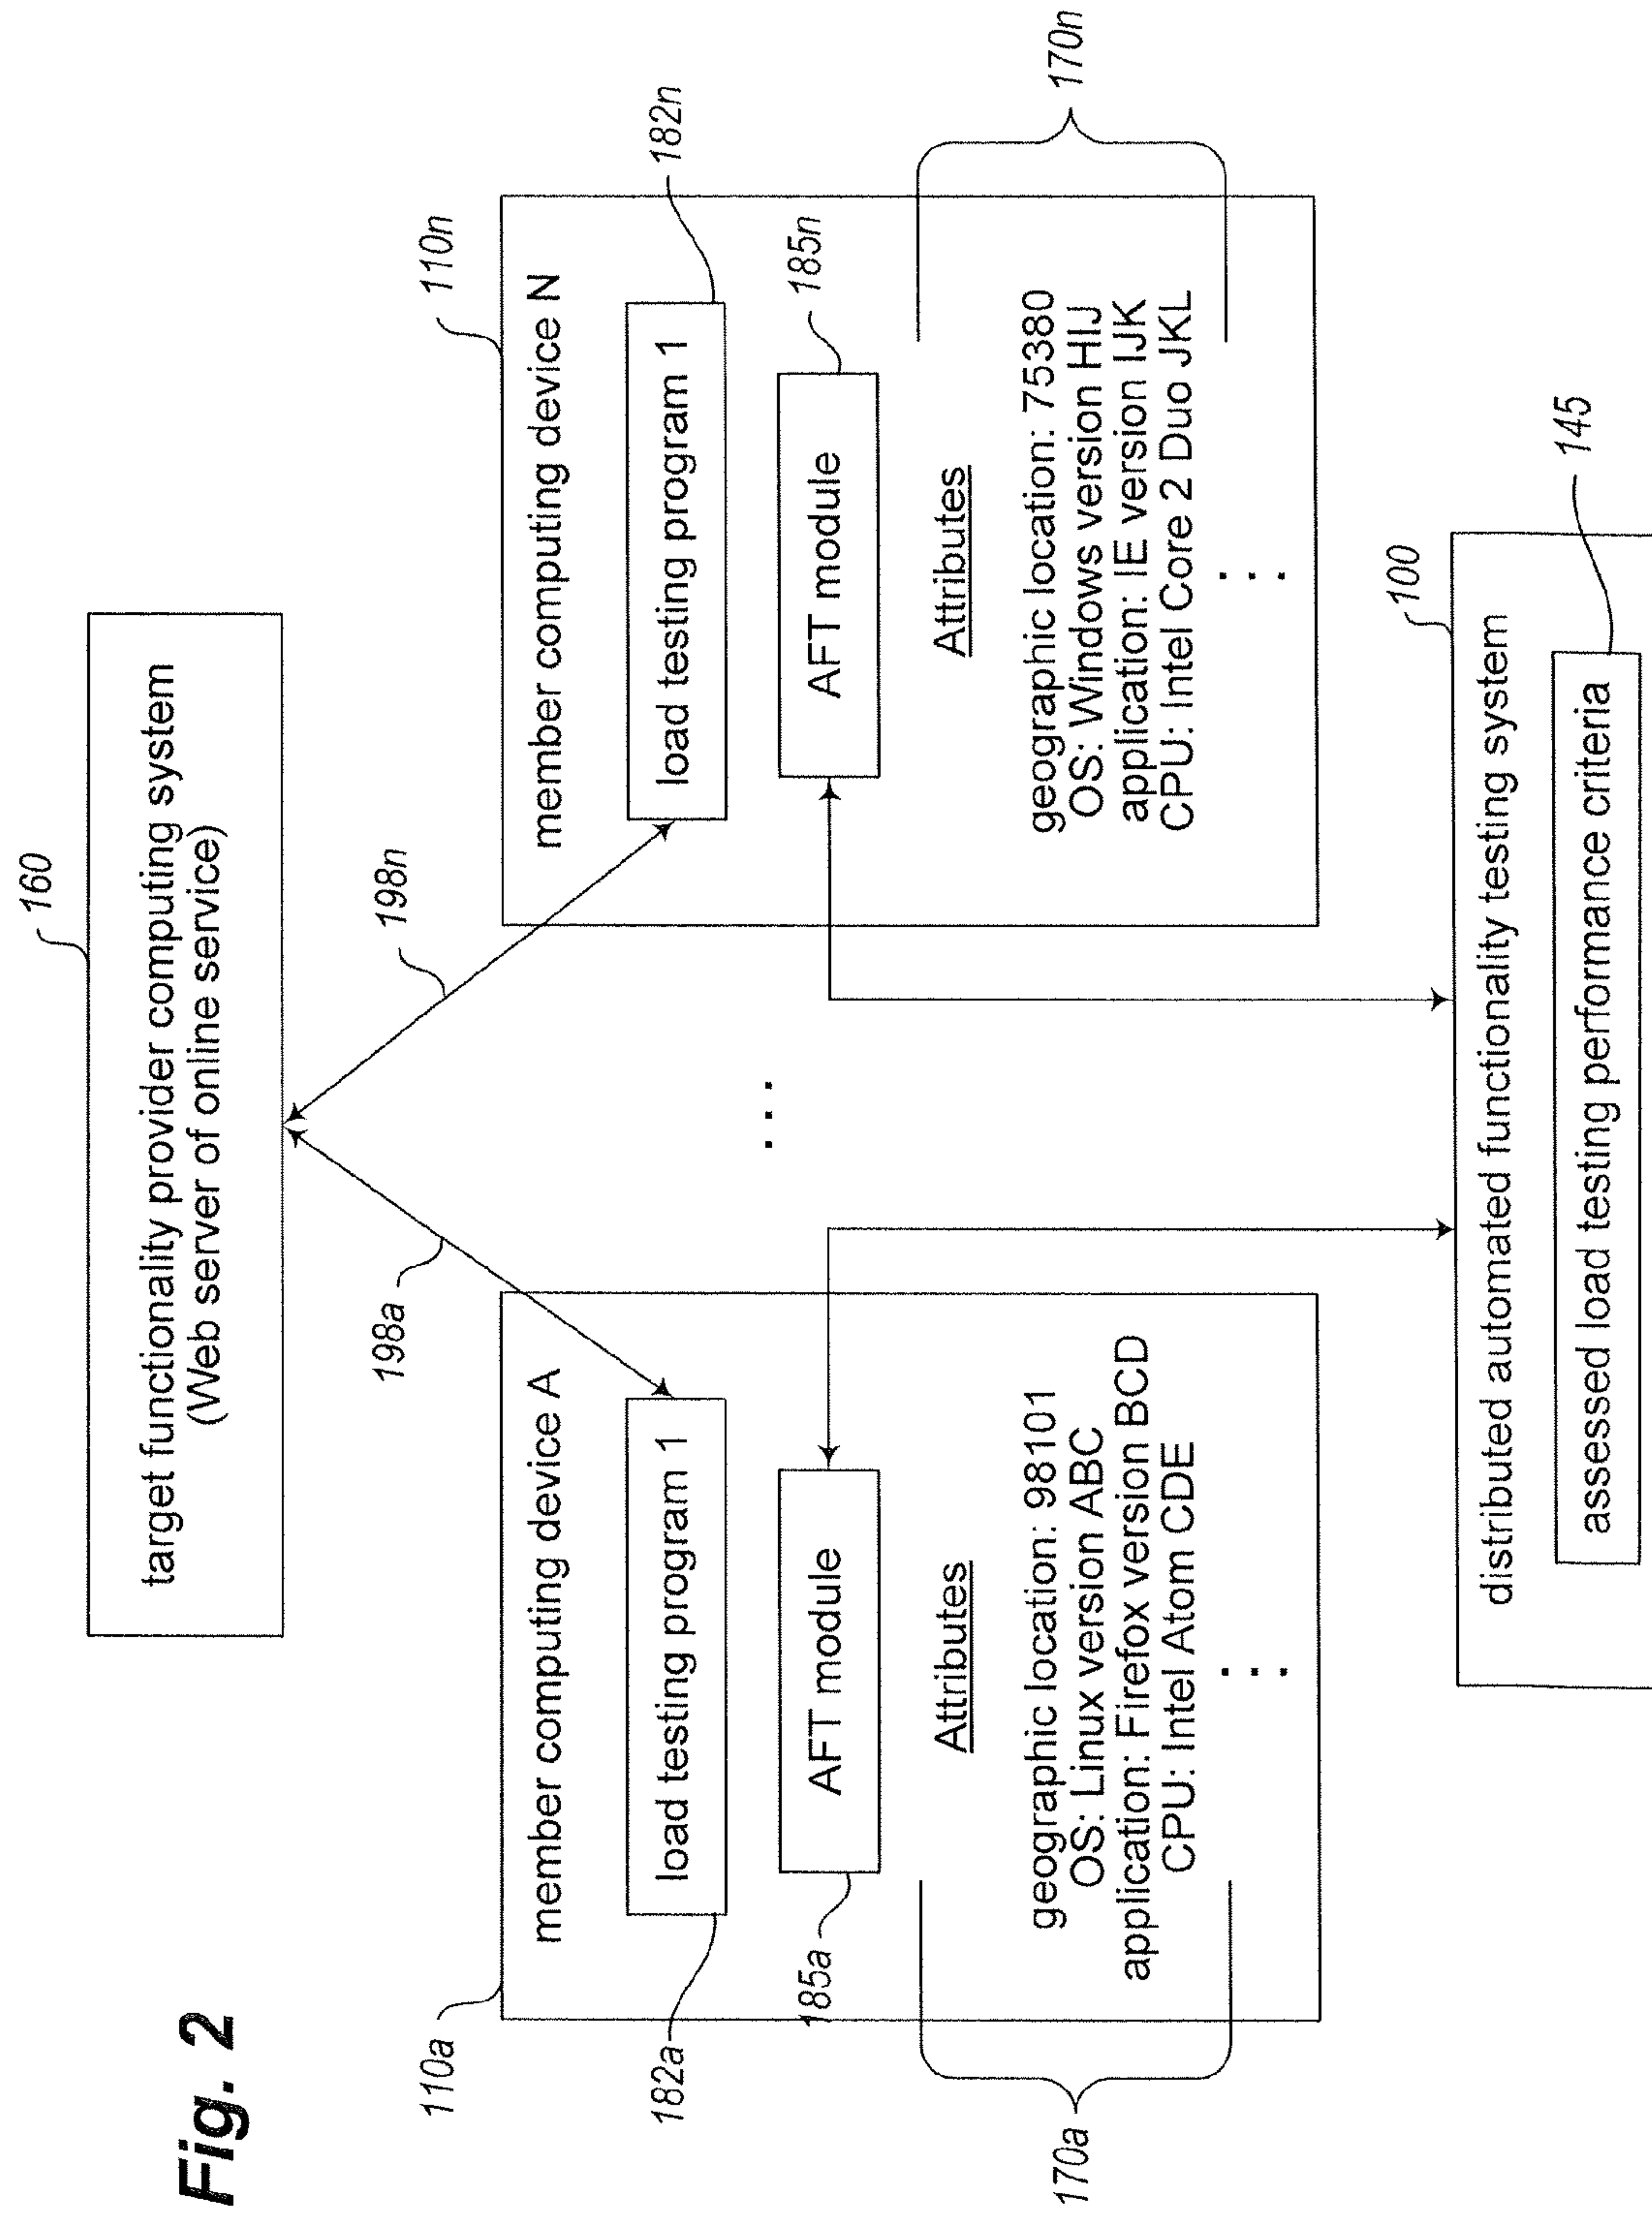 Fig. 2
160
target functionality provider computing system
(Web server of online service)
198a
198n
110a
member computing device A
182a
load testing program 1
185a
AFT module
170a
Attributes
geographic location: 98101
OS: Linux version ABC
application: Firefox version BCD
CPU: Intel Atom CDE
...
...
110n
member computing device N
182n
load testing program 1
185n
AFT module
170n
Attributes
geographic location: 75380
OS: Windows version HIJ
application: IE version IJK
CPU: Intel Core 2 Duo JKL
...
100
distributed automated functionality testing system
145
assessed load testing performance criteria